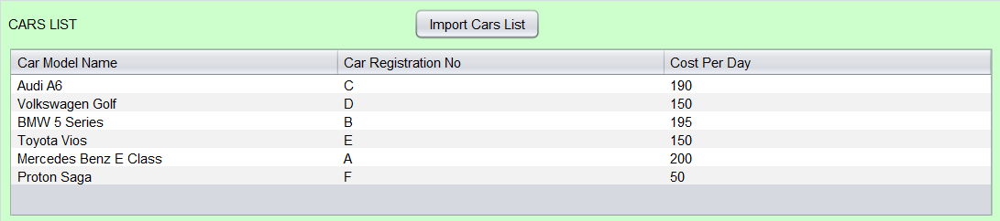 CARS LIST Import Cars List
Car Model Name Car Registration No Cost Per Day
Audi A6 C 190
Volkswagen Golf D 150
BMW 5 Series B 195
Toyota Vios E 150
Mercedes Benz E Class A 200
Proton Saga F 50